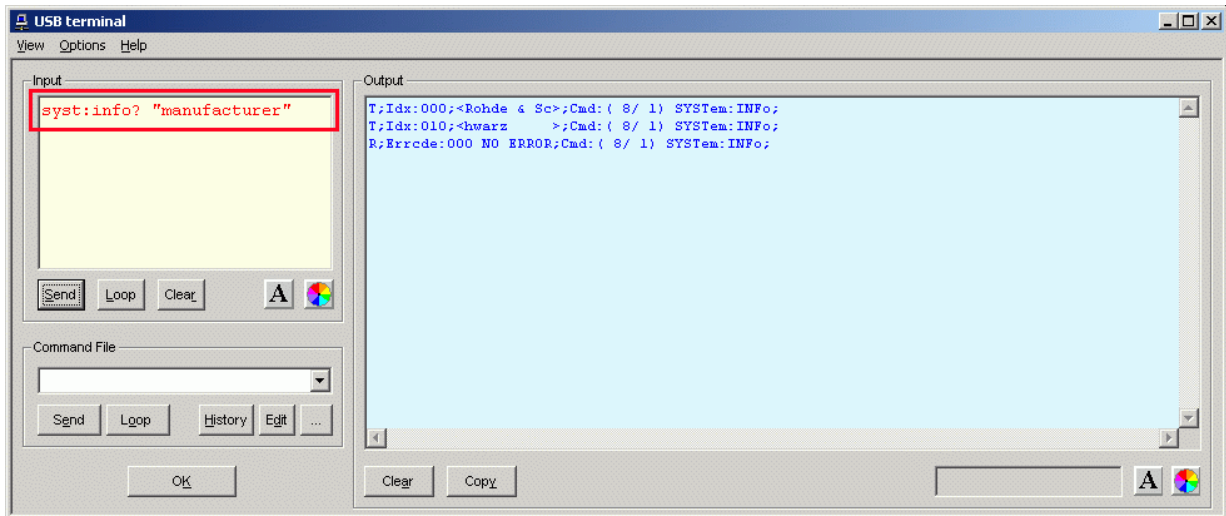 USB terminal
View Options Help
Input
syst:info? "manufacturer"
Send Loop Clear A
Command File
Send Loop History Edit ...
OK
Output
T;Idx:000;<Rohde & Sc>;Cmd:( 8/ 1) SYSTem:INFo;
T;Idx:010;<hwarz     >;Cmd:( 8/ 1) SYSTem:INFo;
R;Errcde:000 NO ERROR;Cmd:( 8/ 1) SYSTem:INFo;
Clear Copy A